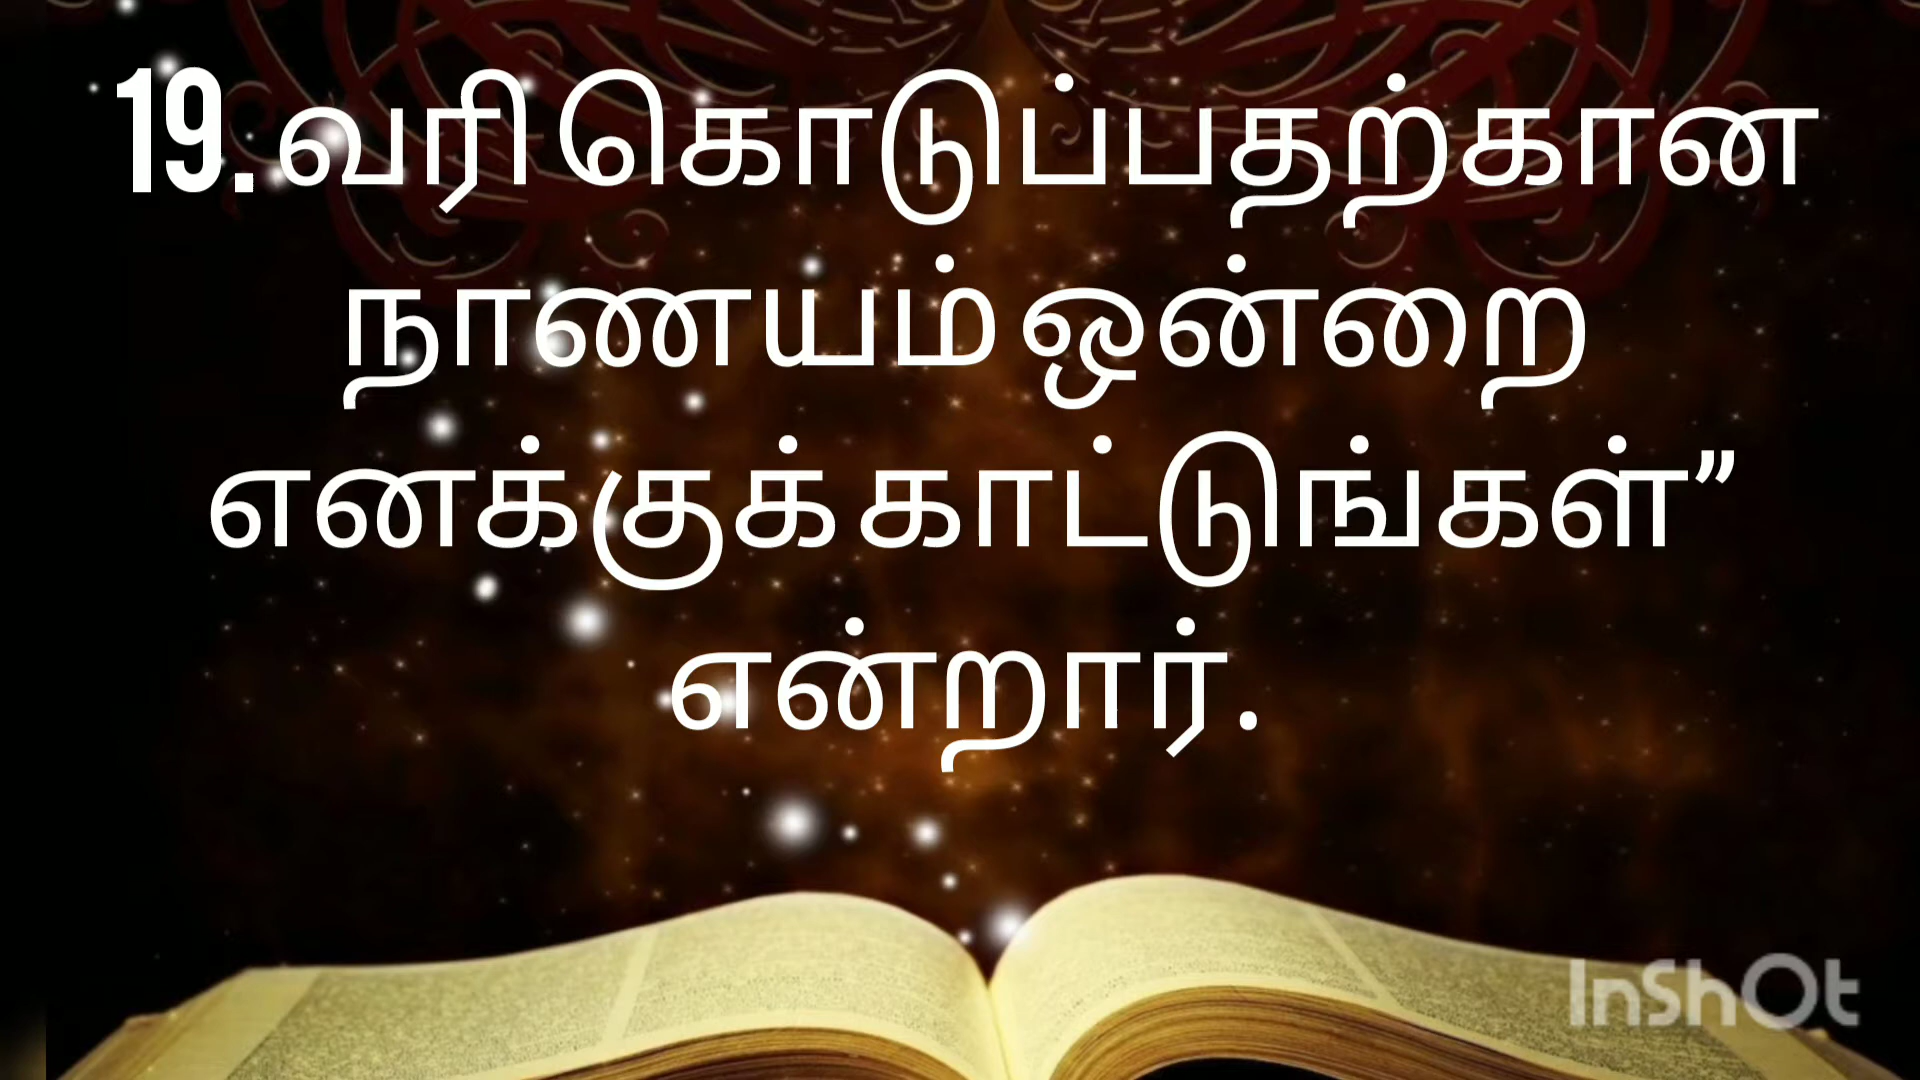 19. வரி கொடுப்பதற்கான
நாணயம் ஒன்றை
எனக்குக் காட்டுங்கள்”
என்றார்.
InShOt